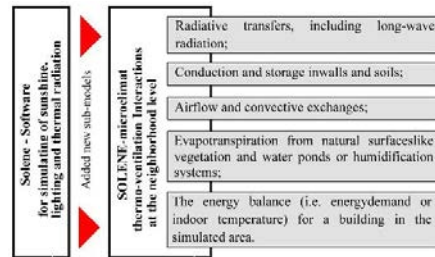 Solene - Software
for simulating of sunshine,
lighting and thermal radiation
Added new sub-models
SOLENE-microclimat
thermo-ventilation Interactions
at the neighborhood level
Radiative transfers, including long-wave
radiation;
Conduction and storage inwalls and soils;
Airflow and convective exchanges;
Evapotranspiration from natural surfaceslike
vegetation and water ponds or humidification
systems;
The energy balance (i.e. energydemand or
indoor temperature) for a building in the
simulated area.